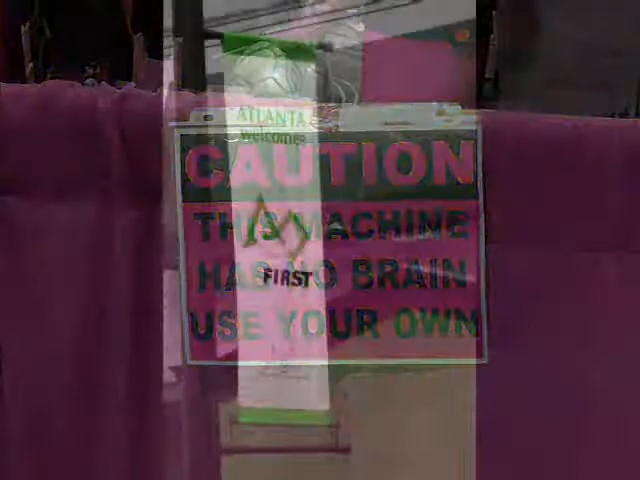 ATLANTA
welcomes
CAUTION
THIS MACHINE
HAS NO BRAIN
USE YOUR OWN
FIRST